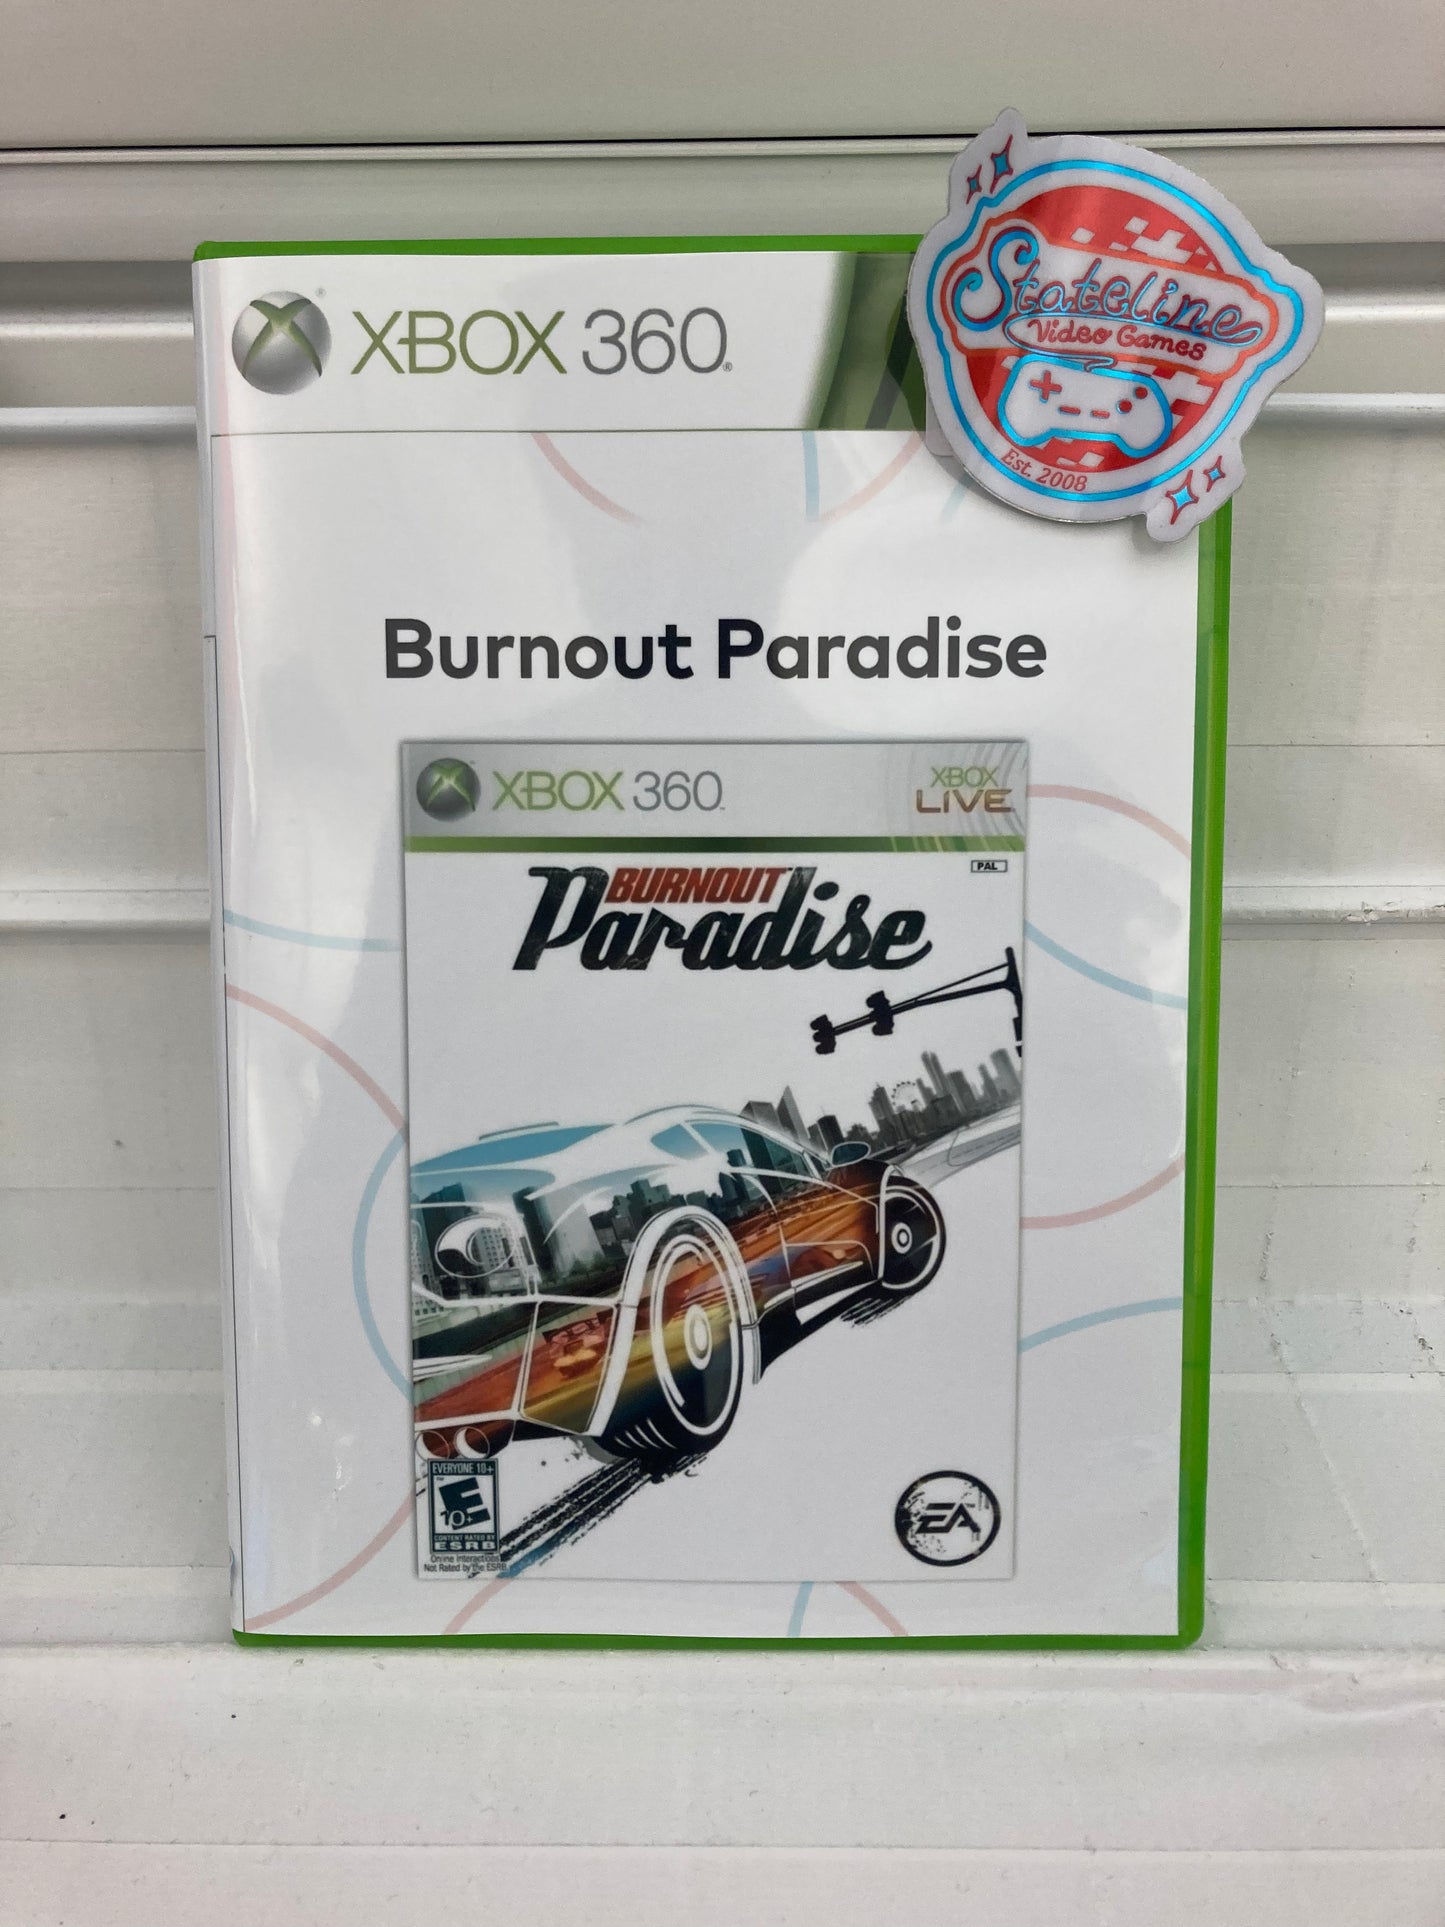 XBOX 360
Stateline
Video Games
Est. 2008
Burnout Paradise
XBOX 360
XBOX
LIVE
PAL
BURNOUT
Paradise
EVERYONE 10+
E
10+
CONTENT RATED BY
ESRB
Online Interactions
Not Rated by the ESRB
EA